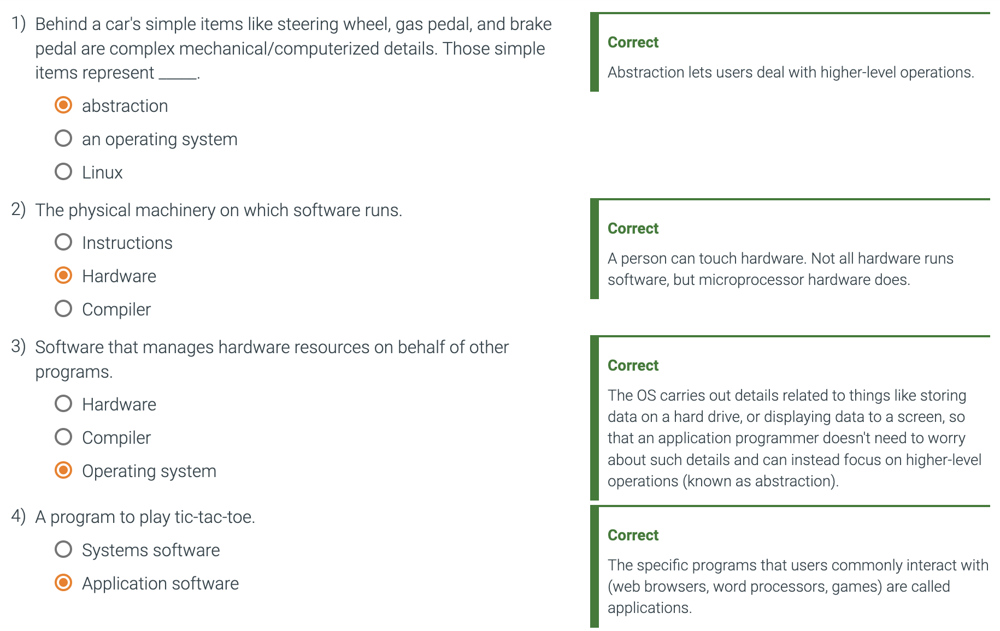 1) Behind a car's simple items like steering wheel, gas pedal, and brake
pedal are complex mechanical/computerized details. Those simple
items represent _____.
abstraction
an operating system
Linux
Correct
Abstraction lets users deal with higher-level operations.
2) The physical machinery on which software runs.
Instructions
Hardware
Compiler
Correct
A person can touch hardware. Not all hardware runs
software, but microprocessor hardware does.
3) Software that manages hardware resources on behalf of other
programs.
Hardware
Compiler
Operating system
Correct
The OS carries out details related to things like storing
data on a hard drive, or displaying data to a screen, so
that an application programmer doesn't need to worry
about such details and can instead focus on higher-level
operations (known as abstraction).
4) A program to play tic-tac-toe.
Systems software
Application software
Correct
The specific programs that users commonly interact with
(web browsers, word processors, games) are called
applications.